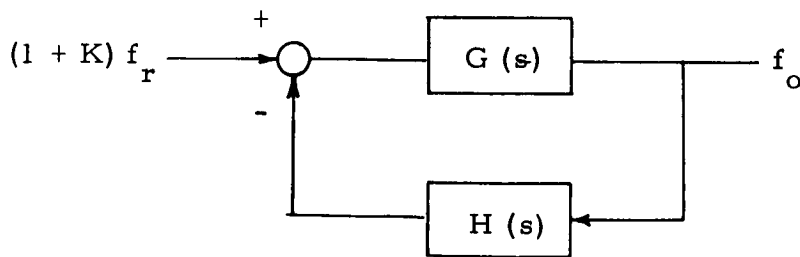 +
(1 + K) f_r
G (s)
f_o
-
H (s)